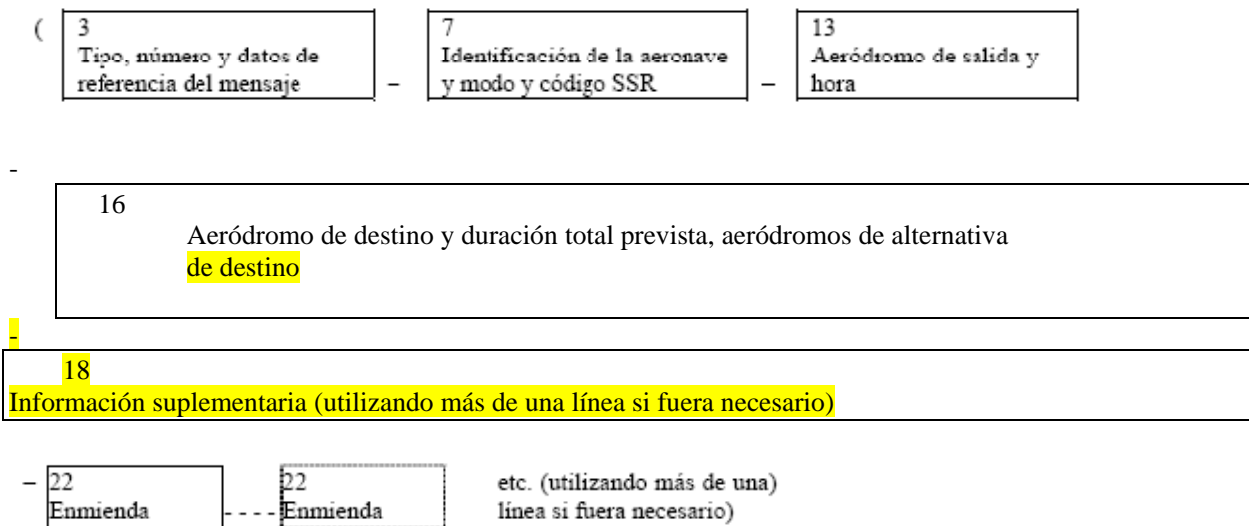 ( 3 7 13
Tipo, número y datos de Identificación de la aeronave Aeródromo de salida y
referencia del mensaje – y modo y código SSR – hora
-
16
Aeródromo de destino y duración total prevista, aeródromos de alternativa
de destino
-
18
Información suplementaria (utilizando más de una línea si fuera necesario)
– 22 22 etc. (utilizando más de una)
Enmienda - - - - Enmienda línea si fuera necesario)